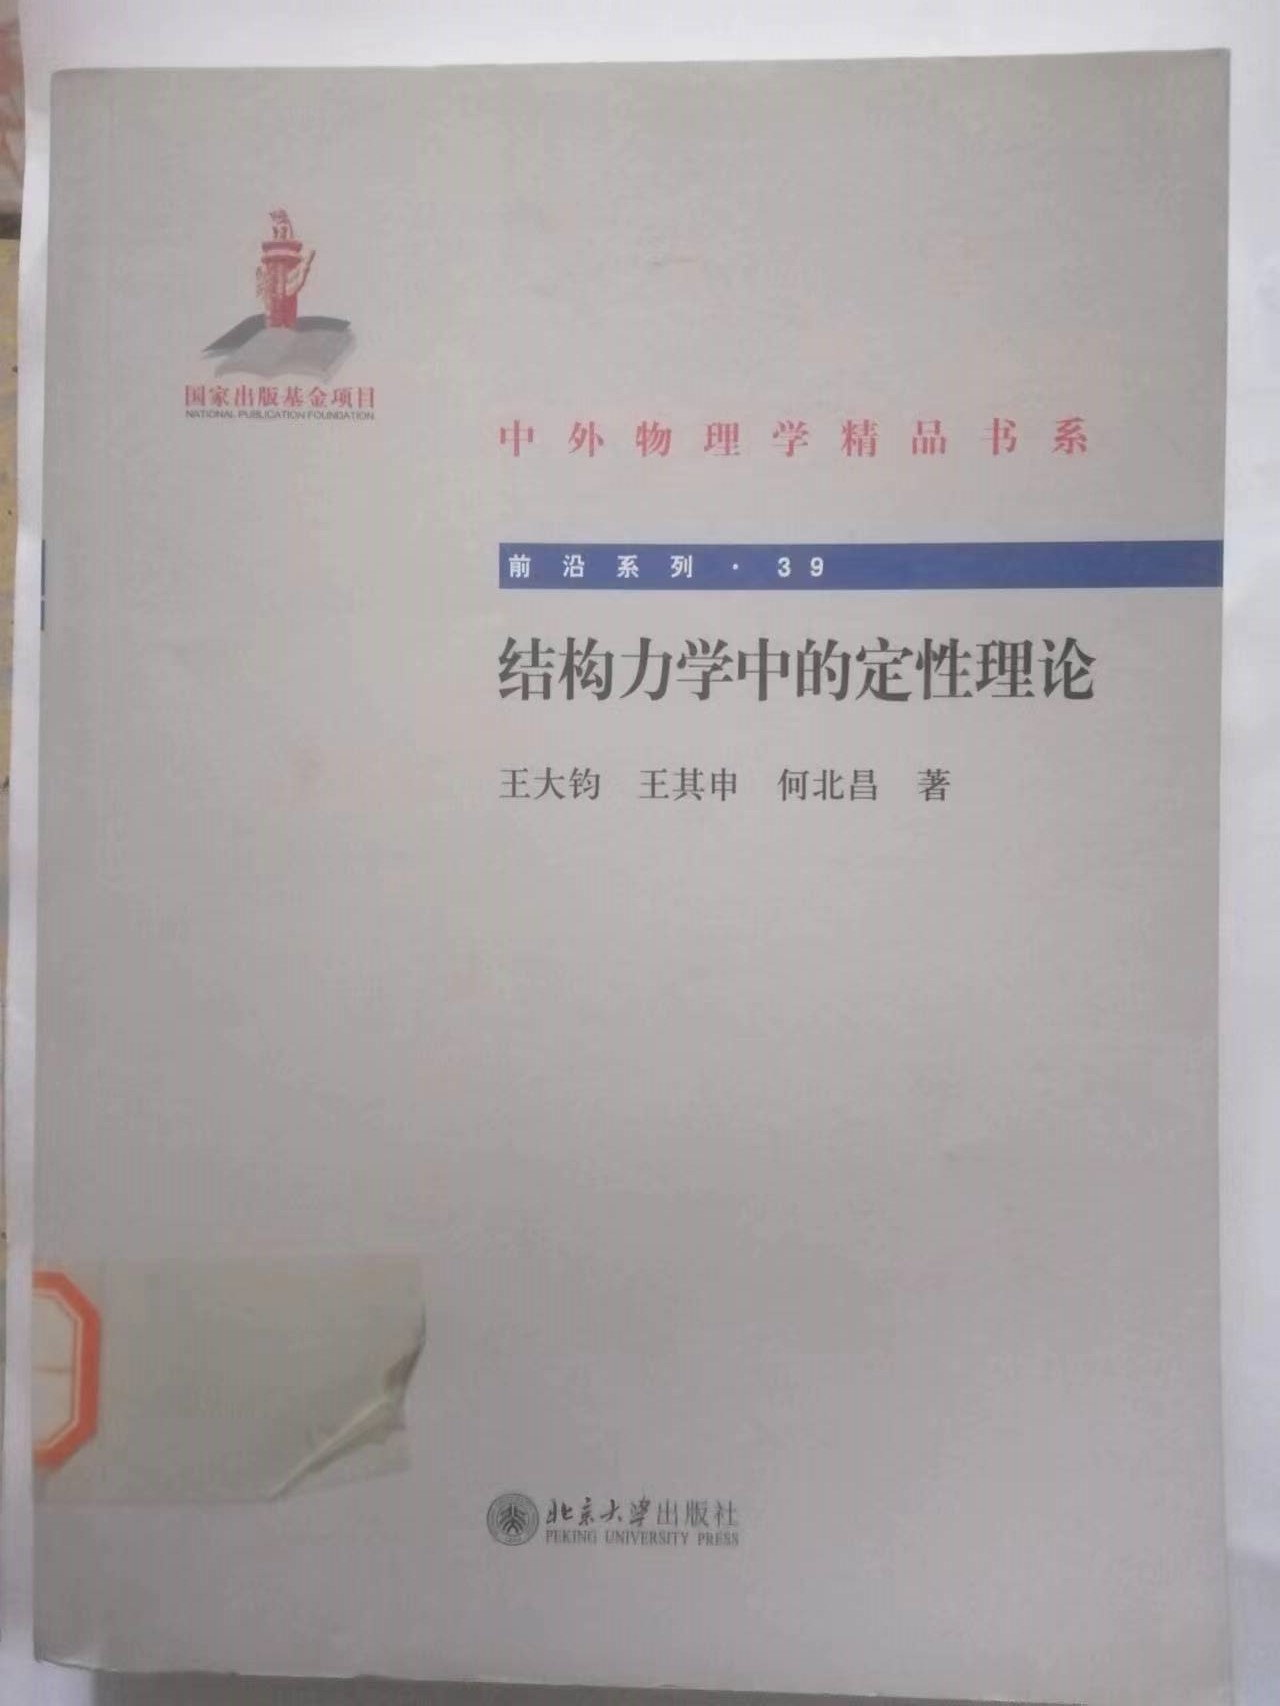 国家出版基金项目
NATIONAL PUBLICATION FOUNDATION
中外物理学精品书系
前沿系列·39
结构力学中的定性理论
王大钧 王其申 何北昌 著
北京大学出版社
PEKING UNIVERSITY PRESS